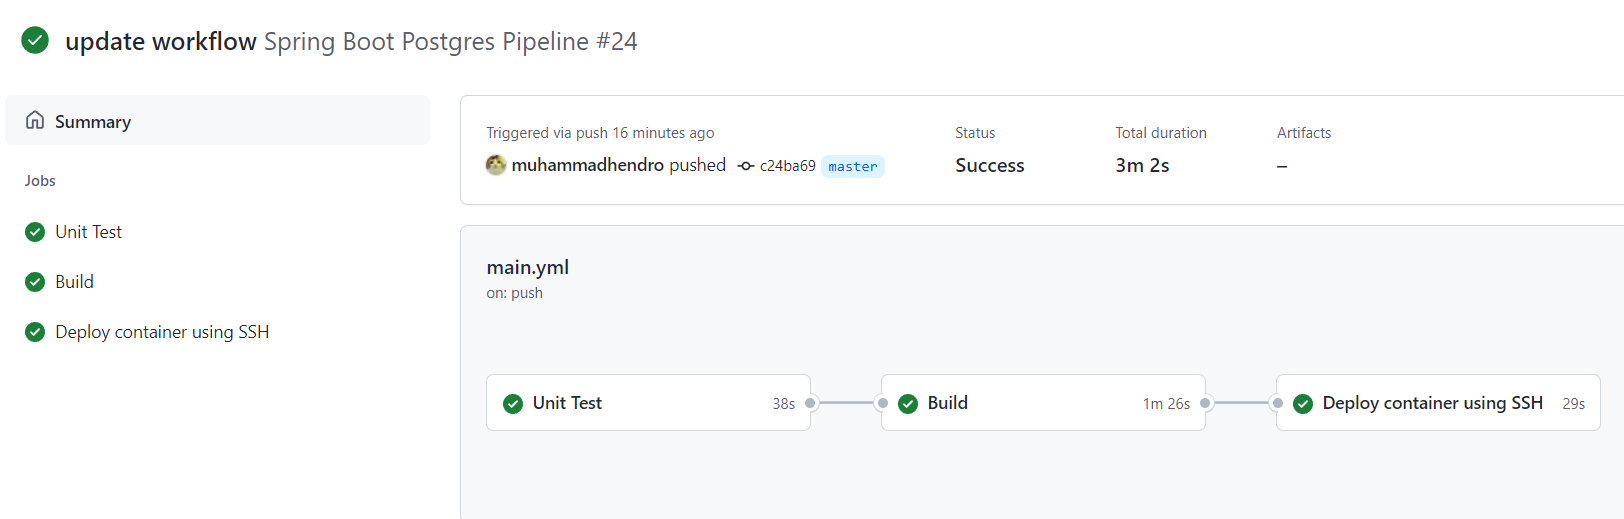 update workflow Spring Boot Postgres Pipeline #24
Summary
Jobs
Unit Test
Build
Deploy container using SSH
Triggered via push 16 minutes ago
muhammadhendro pushed c24ba69 master
Status
Success
Total duration
3m 2s
Artifacts
–
main.yml
on: push
Unit Test 38s
Build 1m 26s
Deploy container using SSH 29s